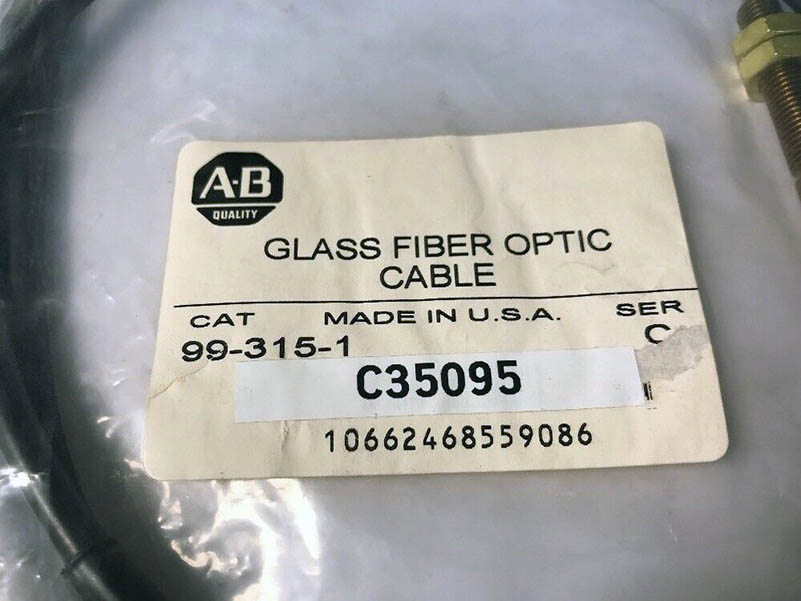 A-B
QUALITY
GLASS FIBER OPTIC
CABLE
CAT MADE IN U.S.A. SER
99-315-1 C
C35095
10662468559086